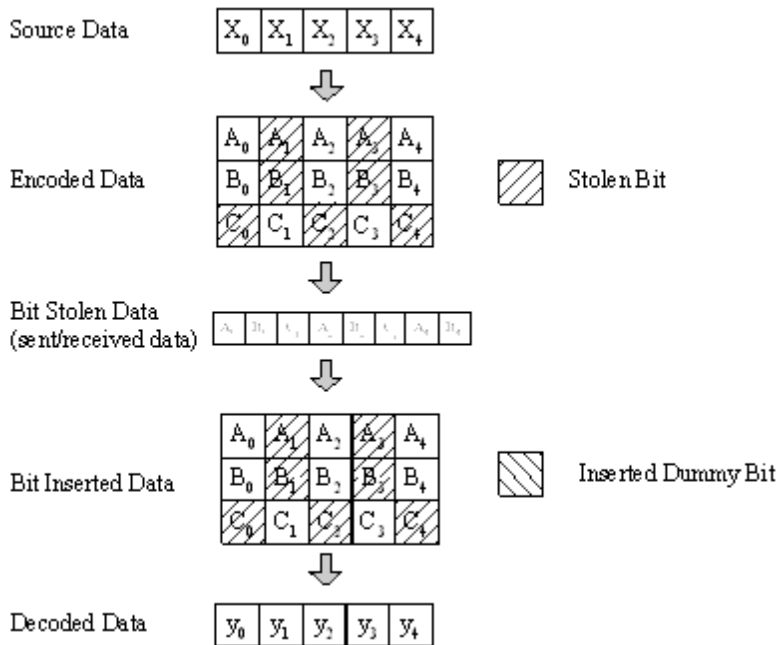 Source Data
X₀ X₁ X₂ X₃ X₄
A₀ A₁ A₂ A₃ A₄
Encoded Data
B₀ B₁ B₂ B₃ B₄
Stolen Bit
C₀ C₁ C₂ C₃ C₄
Bit Stolen Data
(sent/received data)
A₀ A₁ A₂ A₃ A₄
Bit Inserted Data
B₀ B₁ B₂ B₃ B₄
Inserted Dummy Bit
C₀ C₁ C₂ C₃ C₄
Decoded Data
y₀ y₁ y₂ y₃ y₄